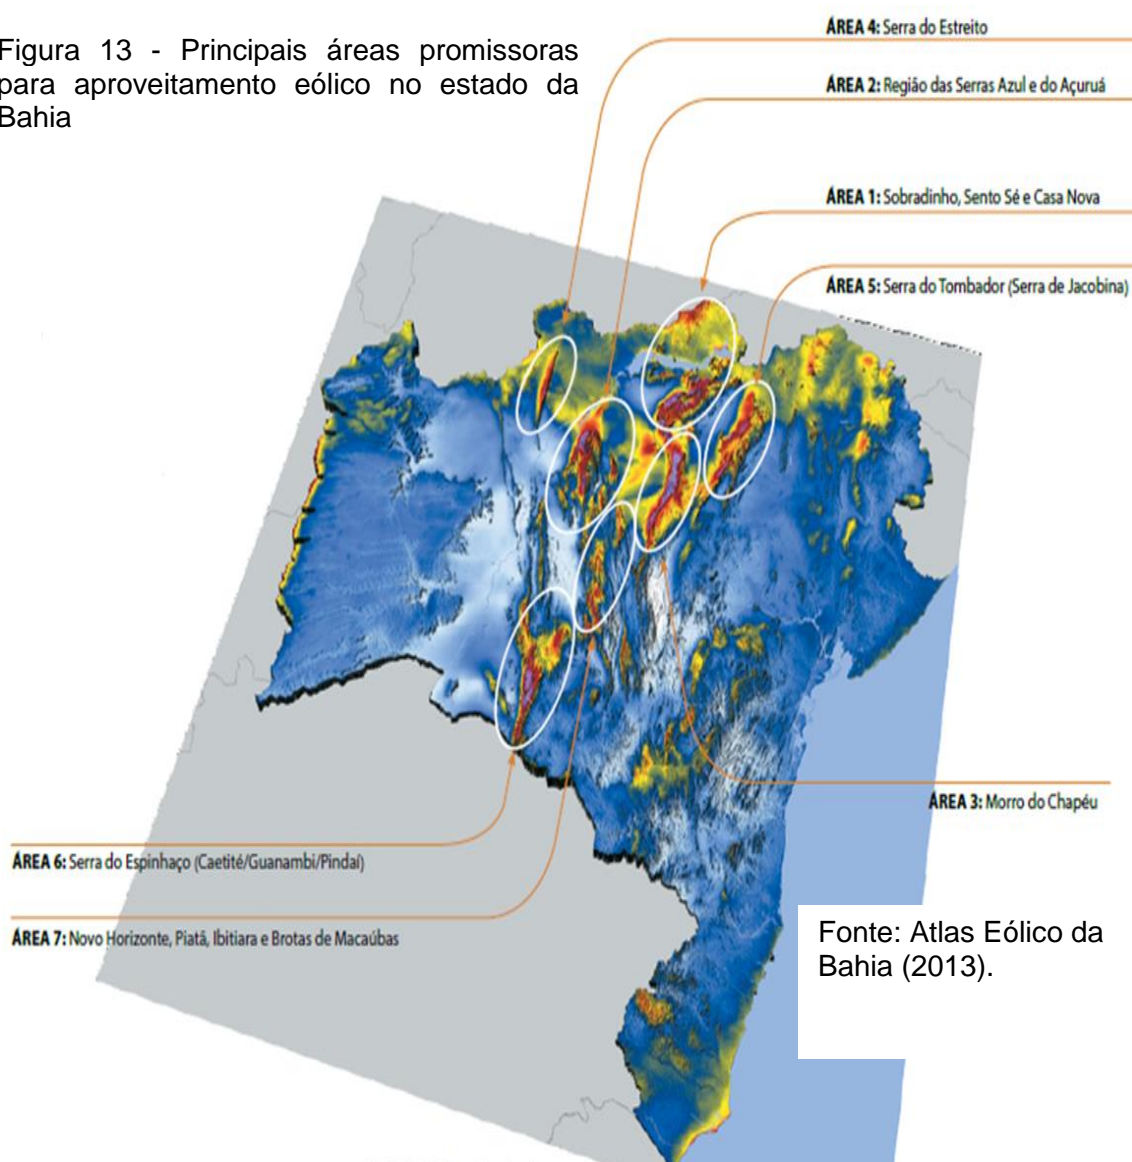 Figura 13 - Principais áreas promissoras
para aproveitamento eólico no estado da
Bahia
ÁREA 4: Serra do Estreito
ÁREA 2: Região das Serras Azul e do Açuruá
ÁREA 1: Sobradinho, Sento Sé e Casa Nova
ÁREA 5: Serra do Tombador (Serra de Jacobina)
ÁREA 3: Morro do Chapéu
ÁREA 6: Serra do Espinhaço (Caetité/Guanambi/Pindaí)
ÁREA 7: Novo Horizonte, Piatã, Ibitiara e Brotas de Macaúbas
Fonte: Atlas Eólico da
Bahia (2013).